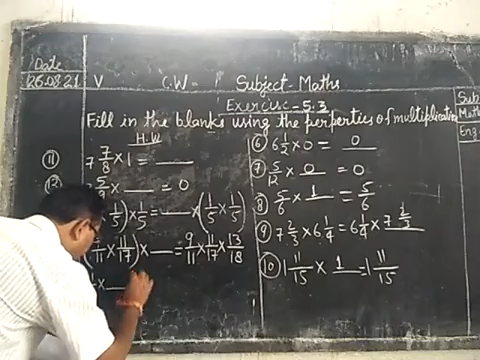 Date
26.08.21
V C.W = Subject - Maths
Exercise - 5.3
Fill in the blanks using the perperties of multiplication
H.W
(11) 7 7/8 × 1 = ____
(12) 5/9 × ____ = 0
1/5) × 1/5 = ____ × (1/5 × 1/5)
/11 × 11/17) × ____ = 9/11 × 11/17 × 13/18
× ____
(6) 6 1/2 × 0 = 0
(7) 5/12 × 0 = 0
(8) 5/6 × 1 = 5/6
(9) 7 2/3 × 6 1/4 = 6 1/4 × 7 2/3
(10) 1 11/15 × 1 = 1 11/15
Sub
Math
Eng.